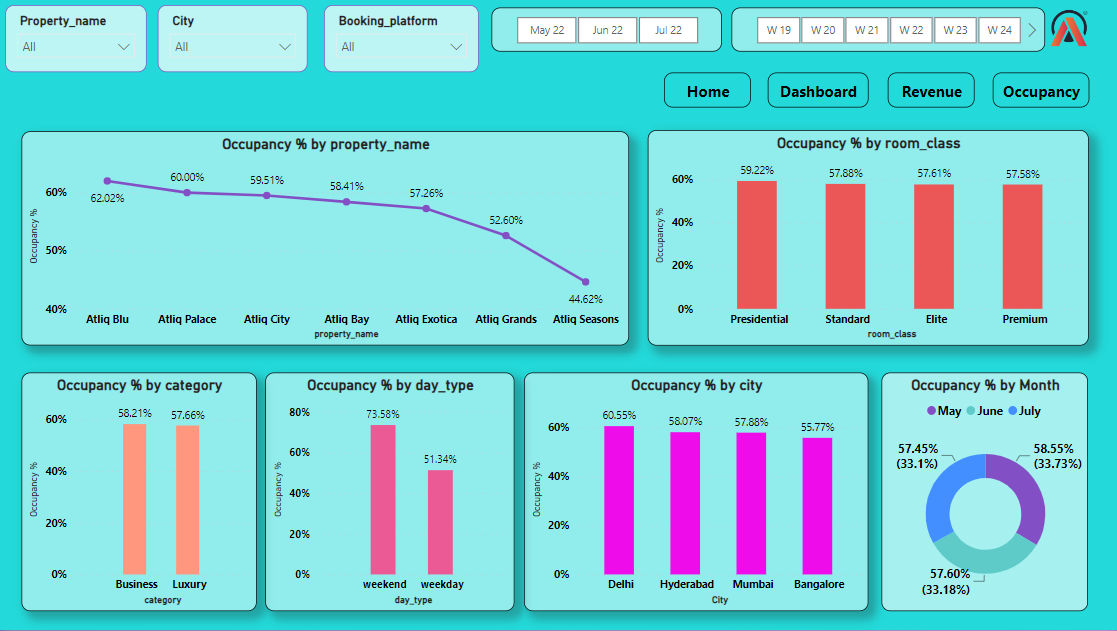 Property_name
All
City
All
Booking_platform
All
May 22
Jun 22
Jul 22
W 19
W 20
W 21
W 22
W 23
W 24
Home
Dashboard
Revenue
Occupancy
Occupancy % by property_name
Occupancy %
60%
50%
40%
62.02%
60.00%
59.51%
58.41%
57.26%
52.60%
44.62%
Atliq Blu
Atliq Palace
Atliq City
Atliq Bay
Atliq Exotica
Atliq Grands
Atliq Seasons
property_name
Occupancy % by room_class
Occupancy %
60%
40%
20%
0%
59.22%
57.88%
57.61%
57.58%
Presidential
Standard
Elite
Premium
room_class
Occupancy % by category
Occupancy %
60%
40%
20%
0%
58.21%
57.66%
Business
Luxury
category
Occupancy % by day_type
Occupancy %
80%
60%
40%
20%
0%
73.58%
51.34%
weekend
weekday
day_type
Occupancy % by city
Occupancy %
60%
40%
20%
0%
60.55%
58.07%
57.88%
55.77%
Delhi
Hyderabad
Mumbai
Bangalore
City
Occupancy % by Month
May
June
July
57.45%
(33.1%)
58.55%
(33.73%)
57.60%
(33.18%)